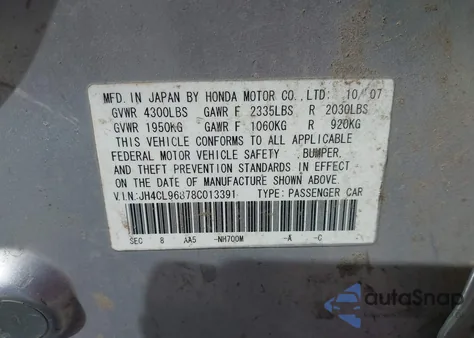 MFD. IN JAPAN BY HONDA MOTOR CO., LTD: 10/07
GVWR 4300LBS GAWR F 2335LBS R 2030LBS
GVWR 1950KG GAWR F 1060KG R 920KG
THIS VEHICLE CONFORMS TO ALL APPLICABLE
FEDERAL MOTOR VEHICLE SAFETY, BUMPER,
AND THEFT PREVENTION STANDARDS IN EFFECT
ON THE DATE OF MANUFACTURE SHOWN ABOVE.
V.I.N.:JH4CL96878C013391 TYPE: PASSENGER CAR
SEC 8 AA5 -NH700M -A -C
autoSnap